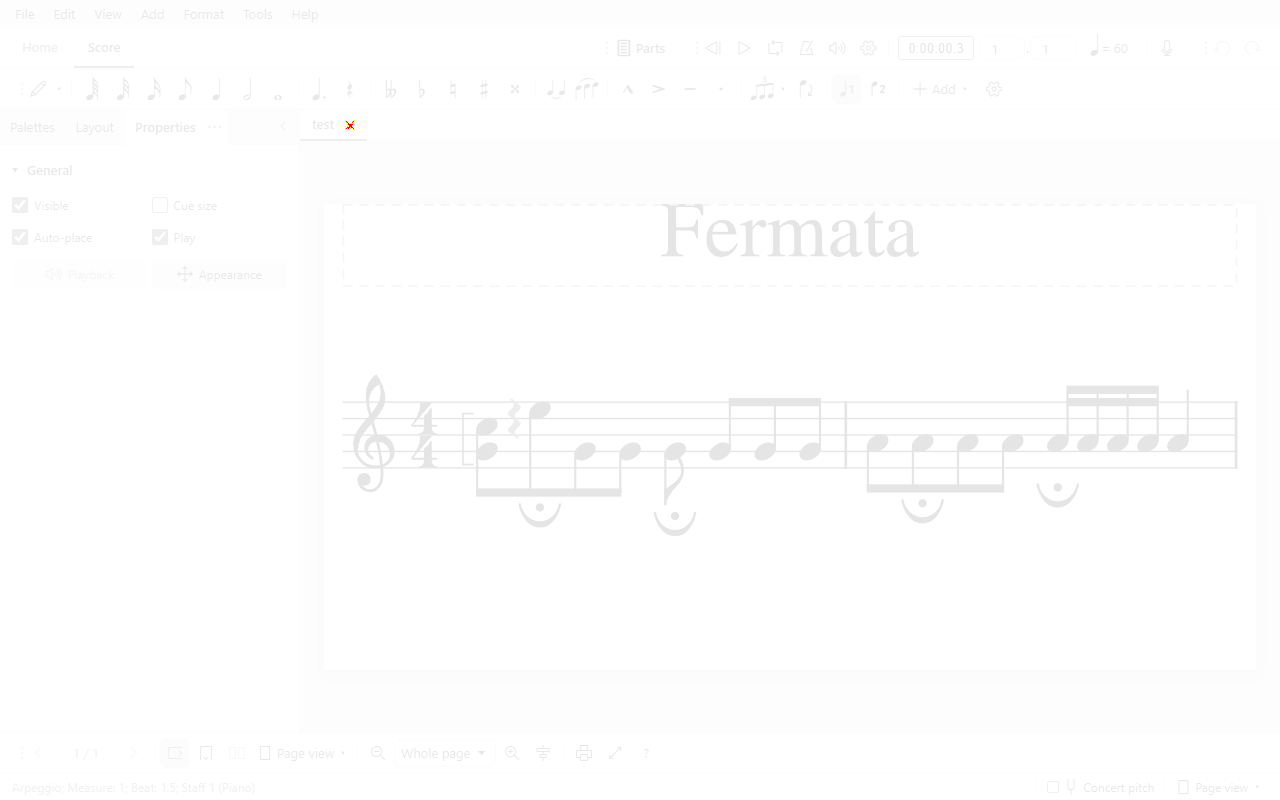 File Edit View Add Format Tools Help
Home Score Parts 0:00:00.3 1 . 1 = 60
Add
Palettes Layout Properties test
General
Visible Cue size
Auto-place Play
Playback Appearance
Fermata
1 / 1 Page view Whole page ?
Arpeggio; Measure: 1; Beat: 1.5; Staff 1 (Piano) Concert pitch Page view